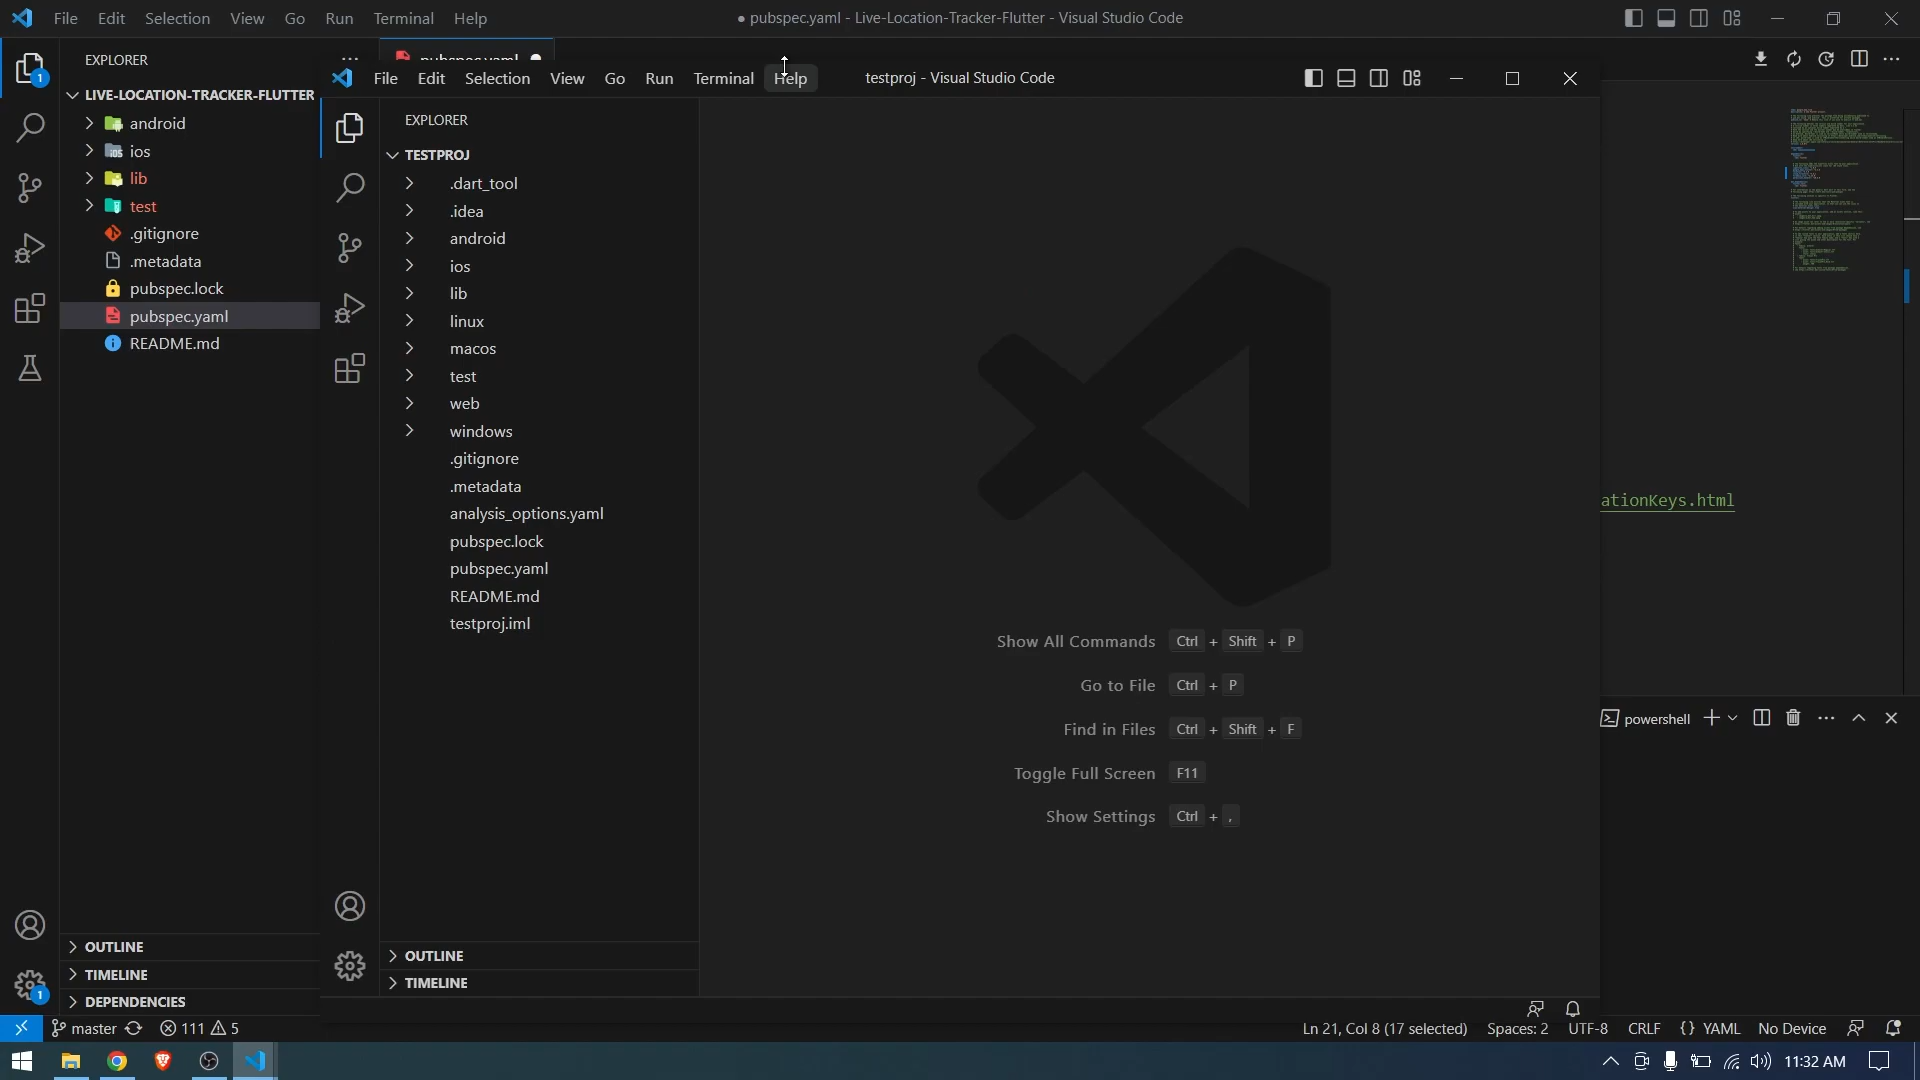 File Edit Selection View Go Run Terminal Help
● pubspec.yaml - Live-Location-Tracker-Flutter - Visual Studio Code
EXPLORER
LIVE-LOCATION-TRACKER-FLUTTER
android
ios
lib
test
.gitignore
.metadata
pubspec.lock
pubspec.yaml
README.md
OUTLINE
TIMELINE
DEPENDENCIES
1
1
pubspec.yaml
File Edit Selection View Go Run Terminal Help
testproj - Visual Studio Code
EXPLORER
TESTPROJ
.dart_tool
.idea
android
ios
lib
linux
macos
test
web
windows
.gitignore
.metadata
analysis_options.yaml
pubspec.lock
pubspec.yaml
README.md
testproj.iml
OUTLINE
TIMELINE
Show All Commands Ctrl + Shift + P
Go to File Ctrl + P
Find in Files Ctrl + Shift + F
Toggle Full Screen F11
Show Settings Ctrl + ,
ationKeys.html
powershell
master 111 5
Ln 21, Col 8 (17 selected) Spaces: 2 UTF-8 CRLF {} YAML No Device
11:32 AM